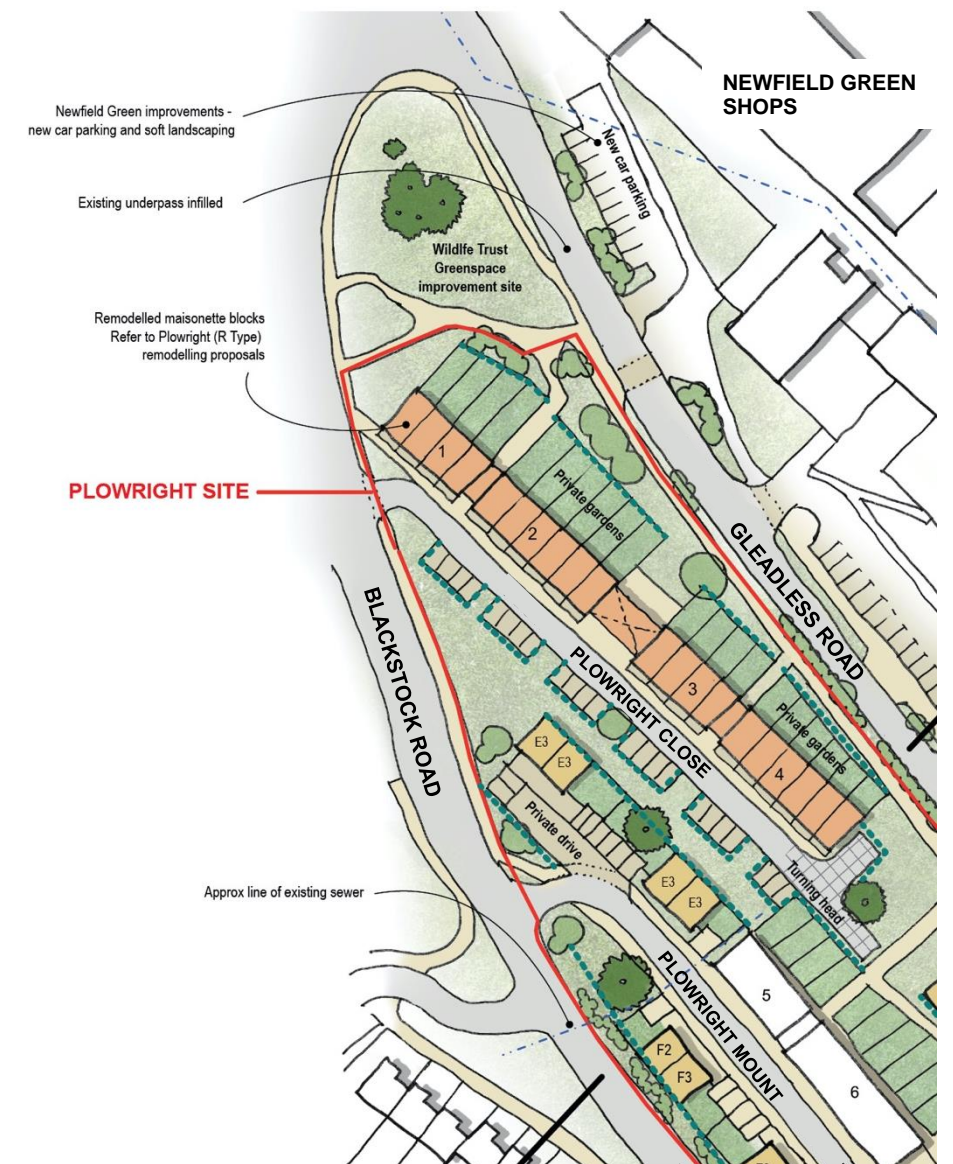 NEWFIELD GREEN
SHOPS
Newfield Green improvements -
new car parking and soft landscaping
New car parking
Existing underpass infilled
Wildlfe Trust
Greenspace
improvement site
Remodelled maisonette blocks
Refer to Plowright (R Type)
remodelling proposals
1
PLOWRIGHT SITE
Private gardens
2
GLEADLESS ROAD
BLACKSTOCK ROAD
PLOWRIGHT CLOSE
3
Private gardens
4
E3
E3
Private drive
Turning head
E3
E3
Approx line of existing sewer
PLOWRIGHT MOUNT
5
F2
F3
6